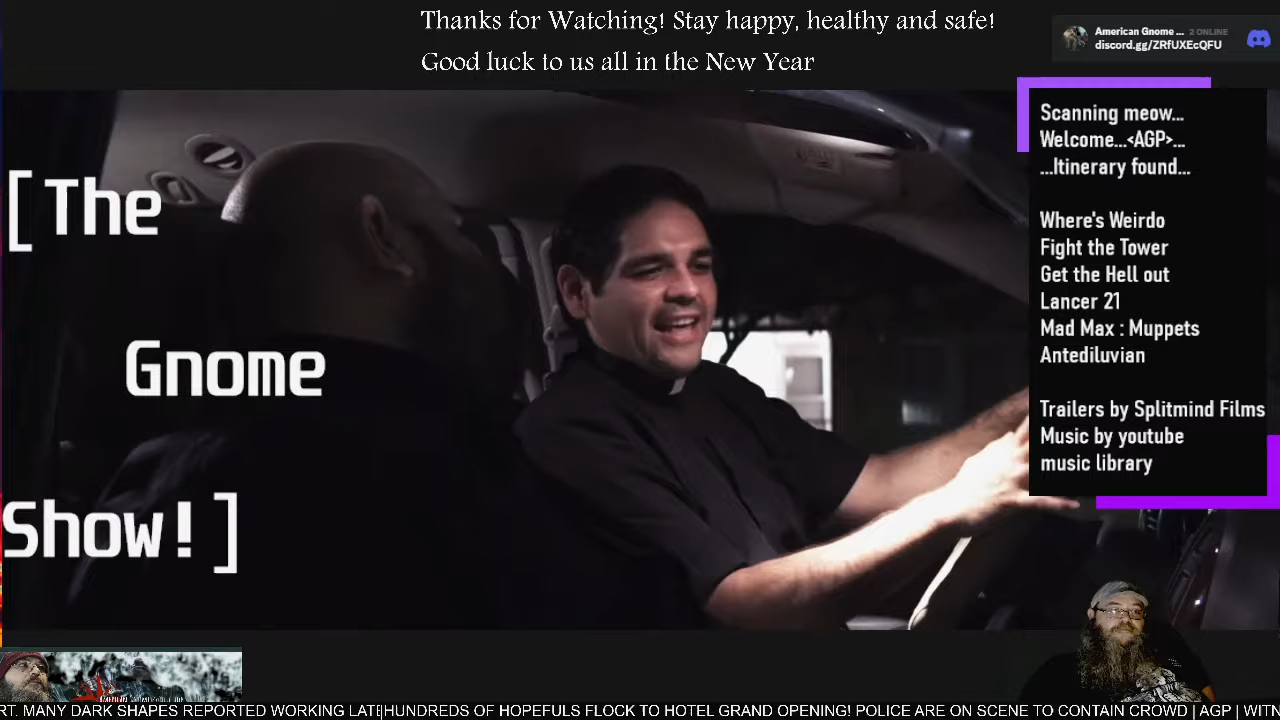 Thanks for Watching! Stay happy, healthy and safe!
Good luck to us all in the New Year
American Gnome ... 2 ONLINE
discord.gg/ZRfUXEcQFU
[The
Gnome
Show!]
Scanning meow...
Welcome...<AGP>...
...Itinerary found...
Where's Weirdo
Fight the Tower
Get the Hell out
Lancer 21
Mad Max : Muppets
Antediluvian
Trailers by Splitmind Films
Music by youtube
music library
RT. MANY DARK SHAPES REPORTED WORKING LATE
HUNDREDS OF HOPEFULS FLOCK TO HOTEL GRAND OPENING! POLICE ARE ON SCENE TO CONTAIN CROWD | AGP | WITN